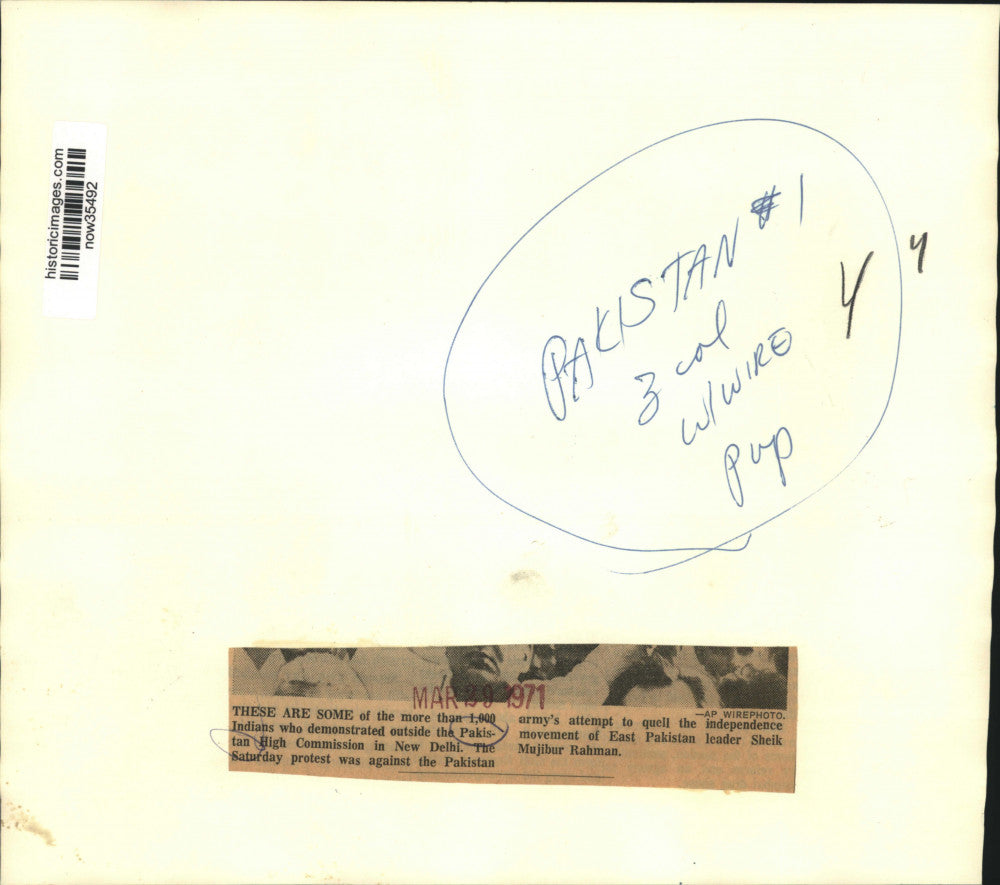 historicimages.com
now35492
PAKISTAN #1
3 col
w/WIRE
pup
4
4
MAR 29 1971
—AP WIREPHOTO.
THESE ARE SOME of the more than 1,000
Indians who demonstrated outside the Pakis-
tan High Commission in New Delhi. The
Saturday protest was against the Pakistan
army's attempt to quell the independence
movement of East Pakistan leader Sheik
Mujibur Rahman.